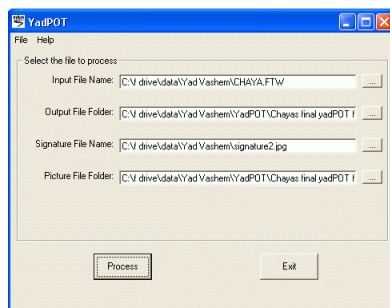 YadPOT
File Help
Select the file to process
Input File Name: C:\f drive\data\Yad Vashem\CHAYA.FTW ...
Output File Folder: C:\f drive\data\Yad Vashem\YadPOT\Chayas final yadPOT f ...
Signature File Name: C:\f drive\data\Yad Vashem\signature2.jpg ...
Picture File Folder: C:\f drive\data\Yad Vashem\YadPOT\Chayas final yadPOT f ...
Process Exit